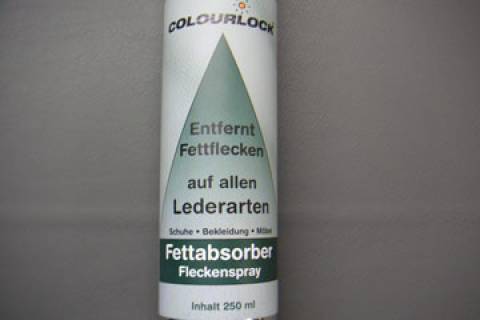 COLOURLOCK
Entfernt
Fettflecken
auf allen
Lederarten
Schuhe • Bekleidung • Möbel
Fettabsorber
Fleckenspray
Inhalt 250 ml